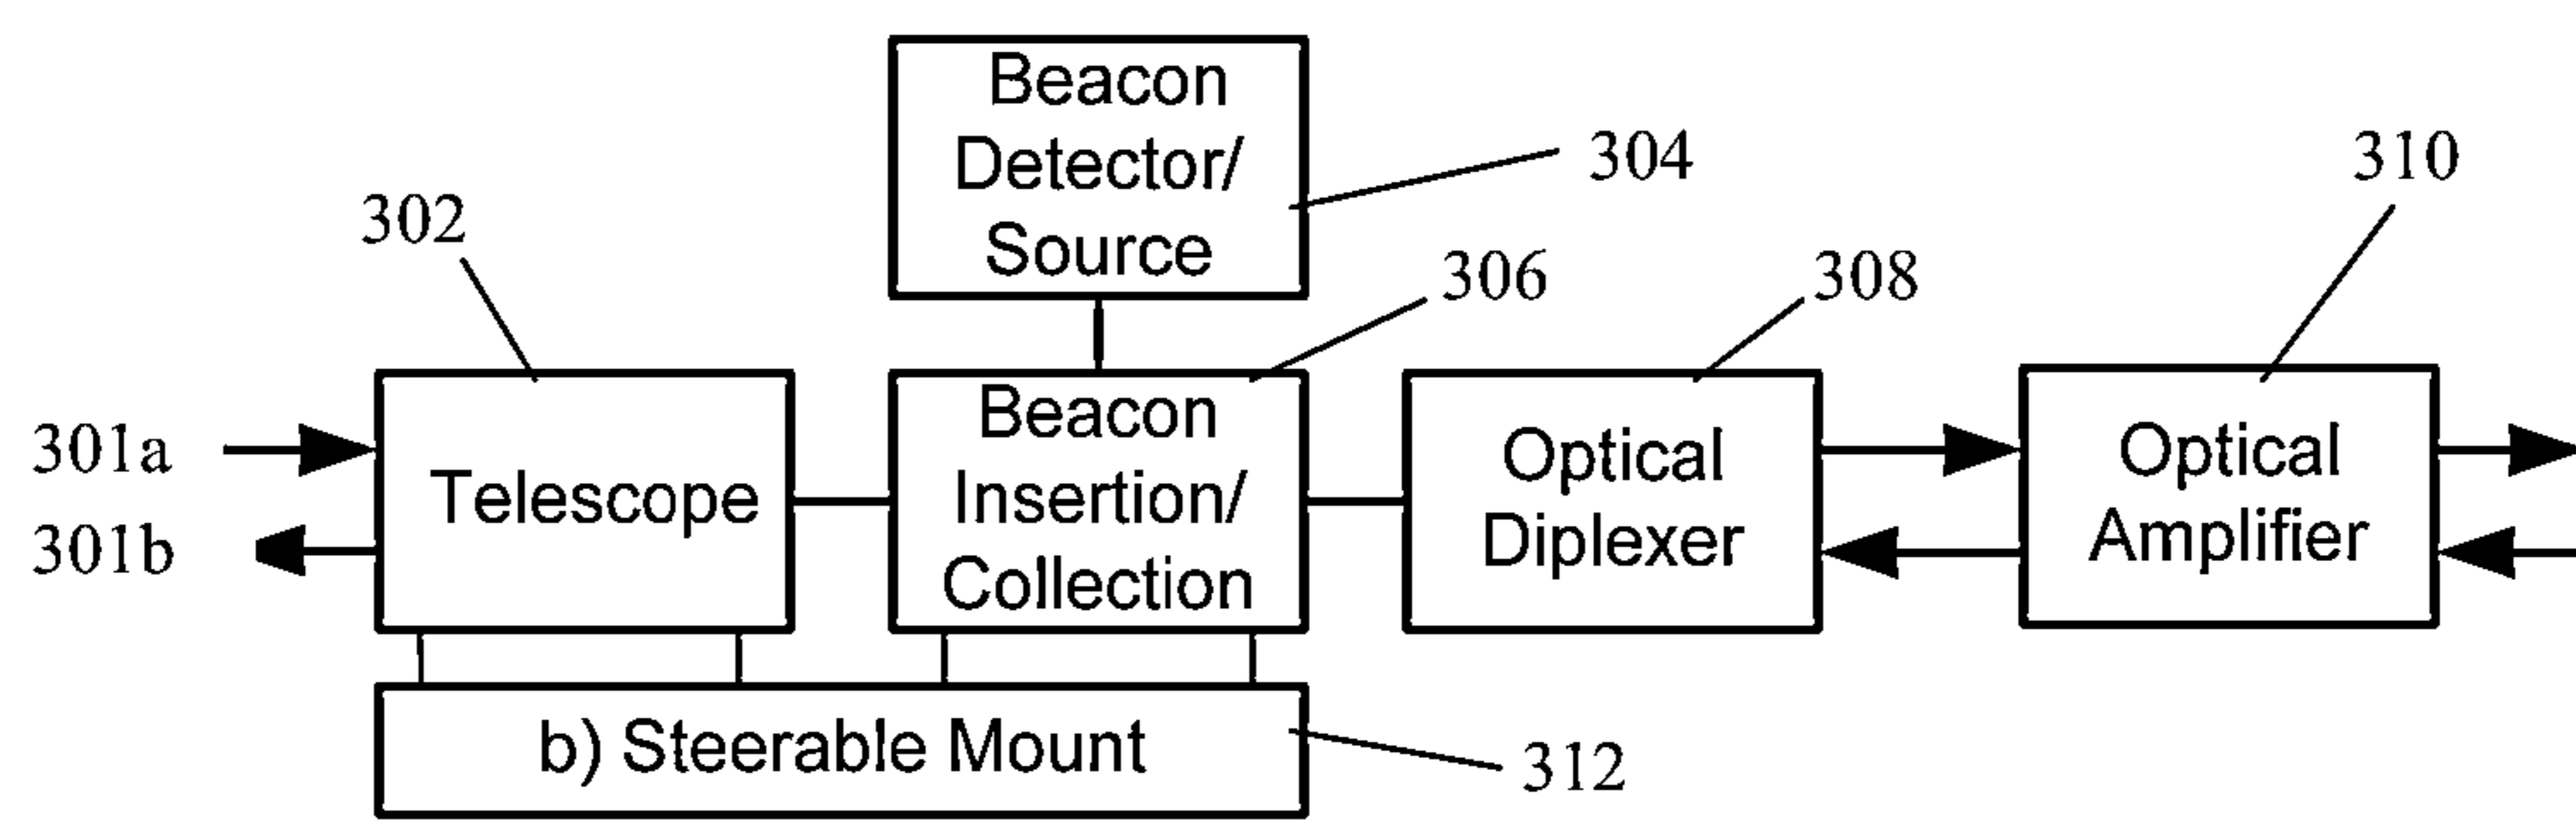 Beacon
Detector/
Source
304
310
302
306
308
301a
301b
Telescope
Beacon
Insertion/
Collection
Optical
Diplexer
Optical
Amplifier
b) Steerable Mount
312